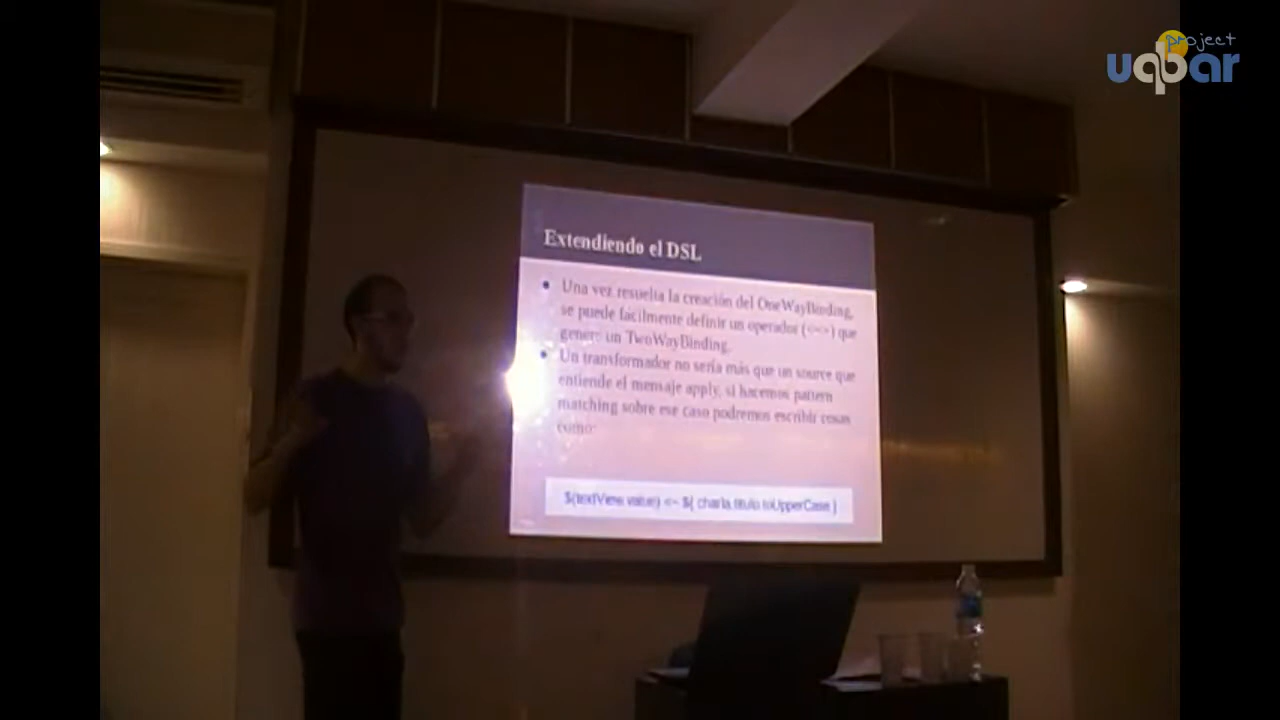 project
uqbar
Extendiendo el DSL
• Una vez resuelta la creación del OneWayBinding,
se puede facilmente definir un operador (<=>) que
genere un TwoWayBinding.
• Un transformador no sería más que un source que
entiende el mensaje apply, si hacemos pattern
matching sobre ese caso podremos escribir cosas
como:
$(textView.value) <~ $( charla.titulo.toUpperCase )